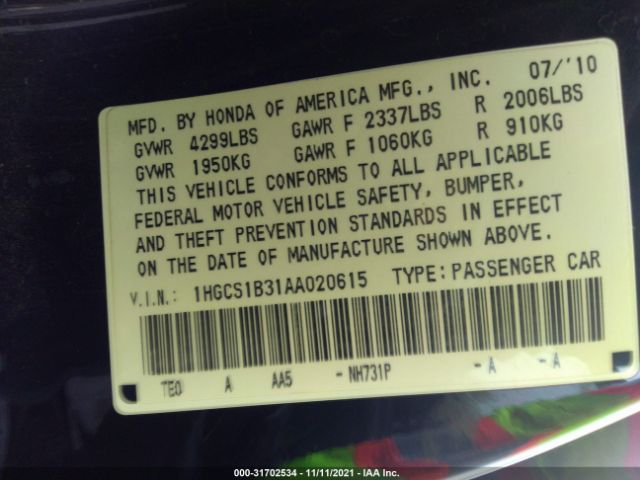 MFD. BY HONDA OF AMERICA MFG., INC. 07/'10
GVWR 4299LBS GAWR F 2337LBS R 2006LBS
GVWR 1950KG GAWR F 1060KG R 910KG
THIS VEHICLE CONFORMS TO ALL APPLICABLE
FEDERAL MOTOR VEHICLE SAFETY, BUMPER,
AND THEFT PREVENTION STANDARDS IN EFFECT
ON THE DATE OF MANUFACTURE SHOWN ABOVE.
V.I.N.: 1HGCS1B31AA020615 TYPE:PASSENGER CAR
TE0 A AA5 -NH731P -A -A
000-31702534 - 11/11/2021 - IAA Inc.